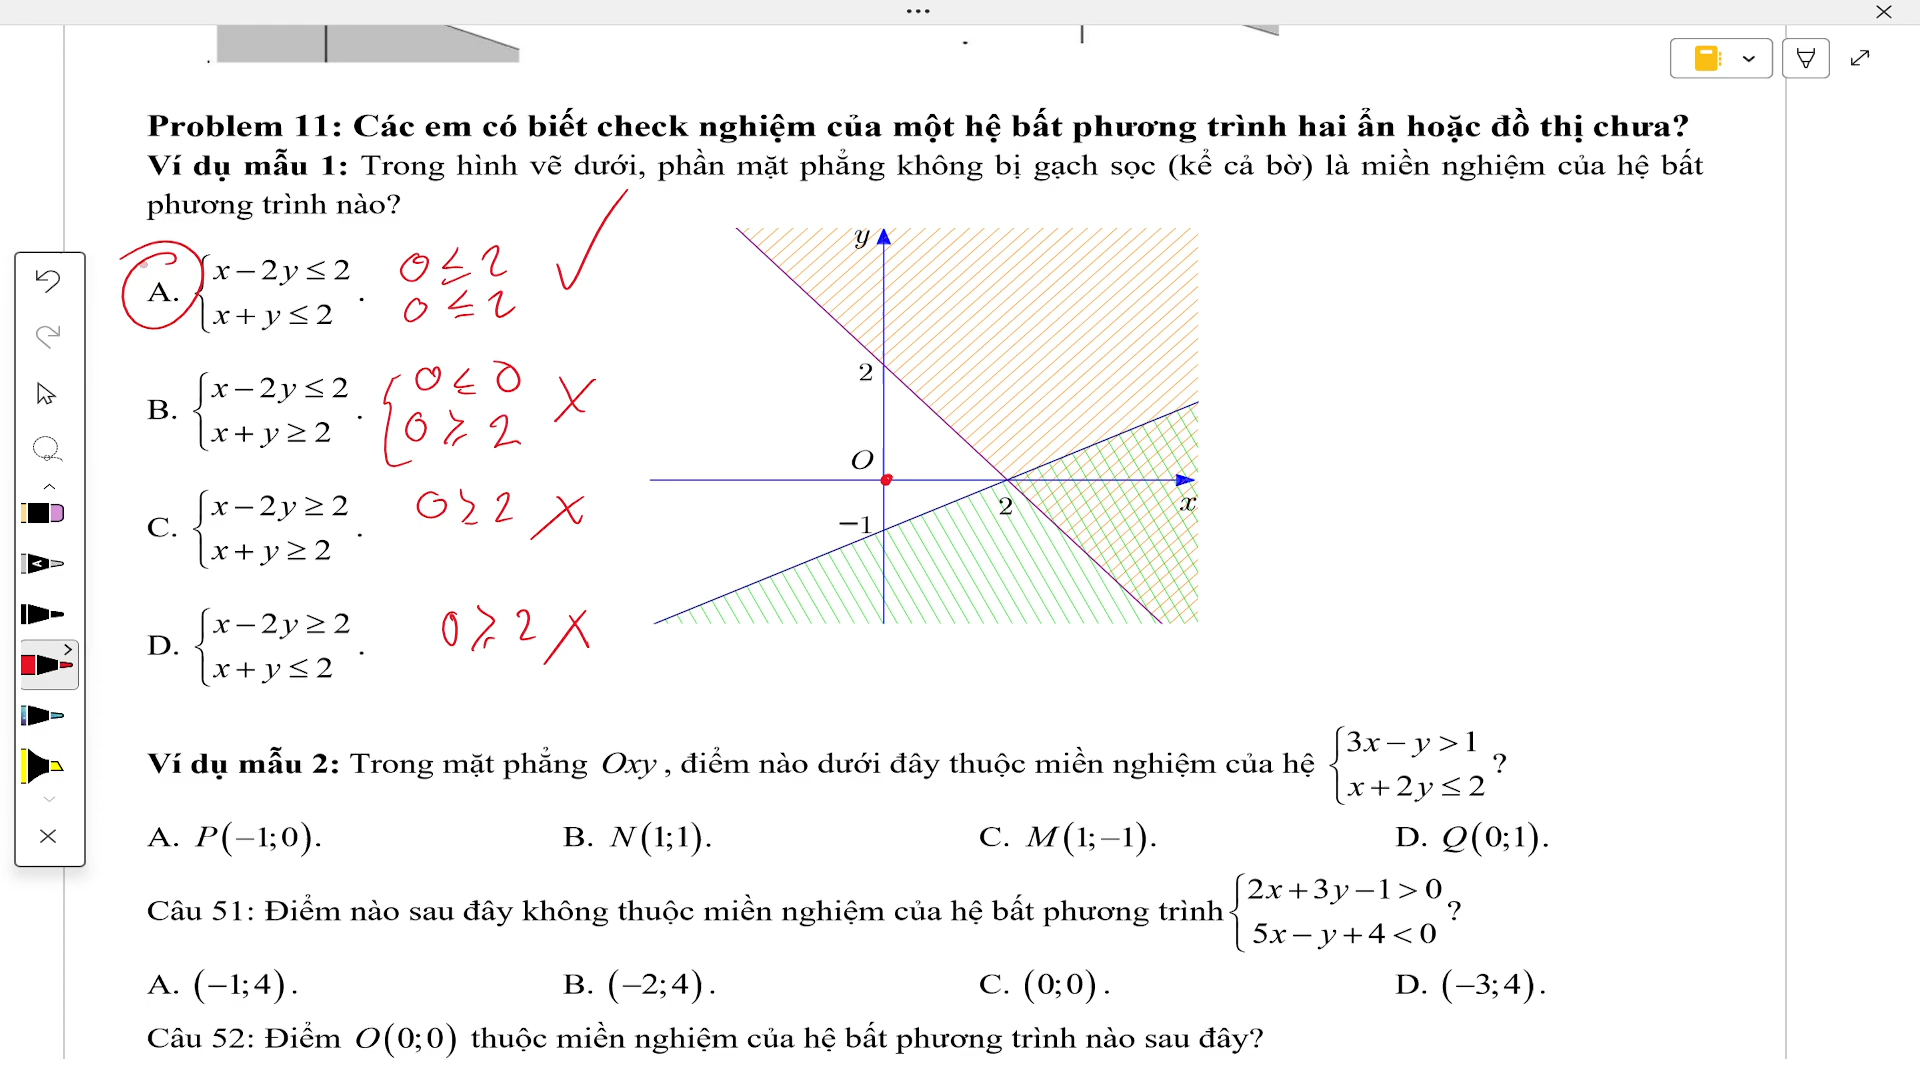 Problem 11: Các em có biết check nghiệm của một hệ bất phương trình hai ẩn hoặc đồ thị chưa?
Ví dụ mẫu 1: Trong hình vẽ dưới, phần mặt phẳng không bị gạch sọc (kể cả bờ) là miền nghiệm của hệ bất
phương trình nào?
A. { x − 2y ≤ 2
x + y ≤ 2 .
0 ≤ 2
0 ≤ 2
✓
B. { x − 2y ≤ 2
x + y ≥ 2 .
{ 0 ≤ 0
0 ≥ 2
X
C. { x − 2y ≥ 2
x + y ≥ 2 .
0 ≥ 2 X
D. { x − 2y ≥ 2
x + y ≤ 2 .
0 ≥ 2 X
y
2
O
2
x
−1
Ví dụ mẫu 2: Trong mặt phẳng Oxy, điểm nào dưới đây thuộc miền nghiệm của hệ { 3x − y > 1
x + 2y ≤ 2 ?
A. P(−1;0). B. N(1;1). C. M(1;−1). D. Q(0;1).
Câu 51: Điểm nào sau đây không thuộc miền nghiệm của hệ bất phương trình { 2x + 3y − 1 > 0
5x − y + 4 < 0 ?
A. (−1;4). B. (−2;4). C. (0;0). D. (−3;4).
Câu 52: Điểm O(0;0) thuộc miền nghiệm của hệ bất phương trình nào sau đây?